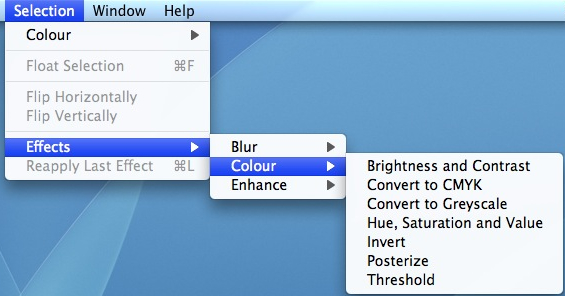 Selection Window Help
Colour
Float Selection ⌘F
Flip Horizontally
Flip Vertically
Effects
Reapply Last Effect ⌘L
Blur
Colour
Enhance
Brightness and Contrast
Convert to CMYK
Convert to Greyscale
Hue, Saturation and Value
Invert
Posterize
Threshold